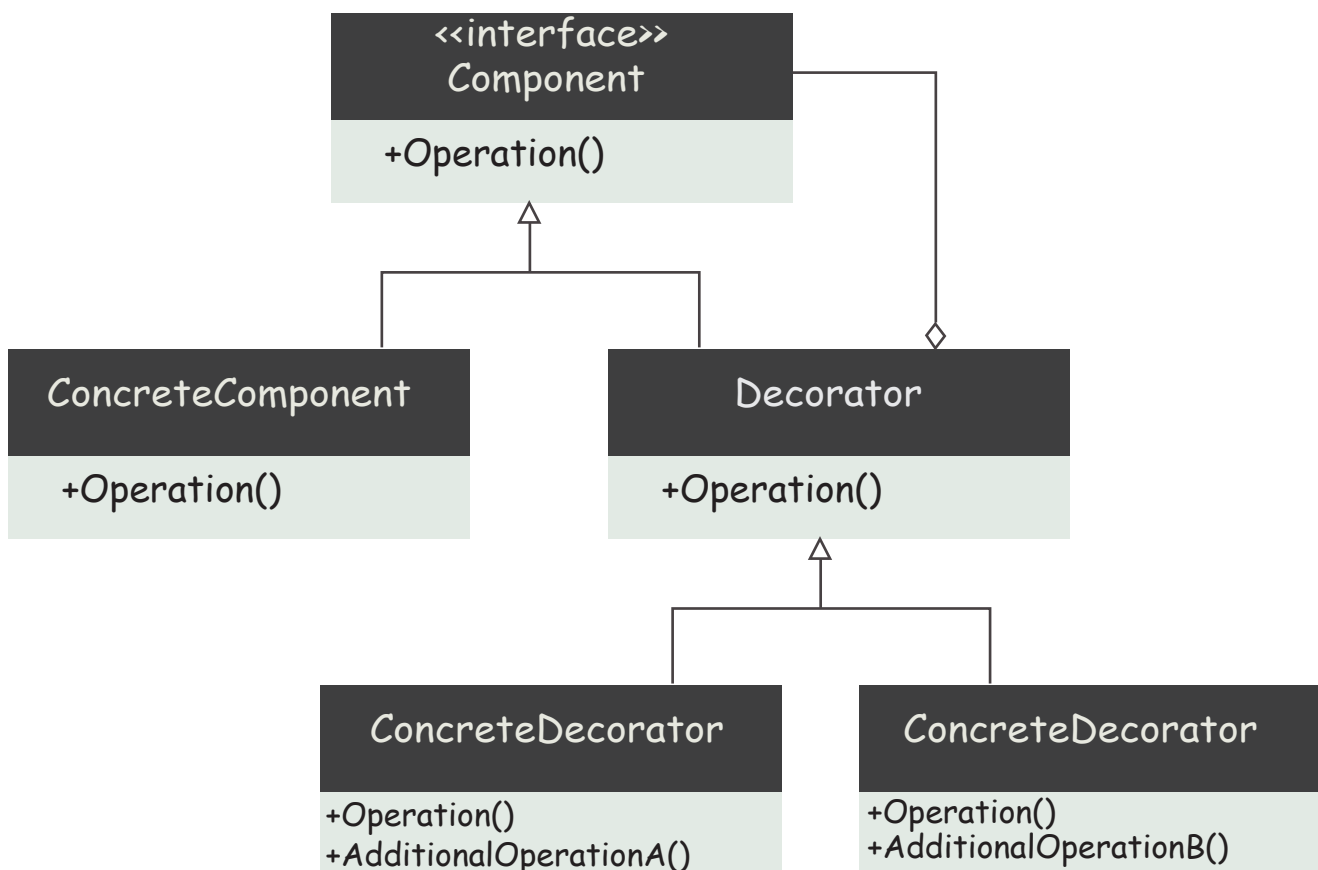 <<interface>>
Component
+Operation()
ConcreteComponent
+Operation()
Decorator
+Operation()
ConcreteDecorator
+Operation()
+AdditionalOperationA()
ConcreteDecorator
+Operation()
+AdditionalOperationB()